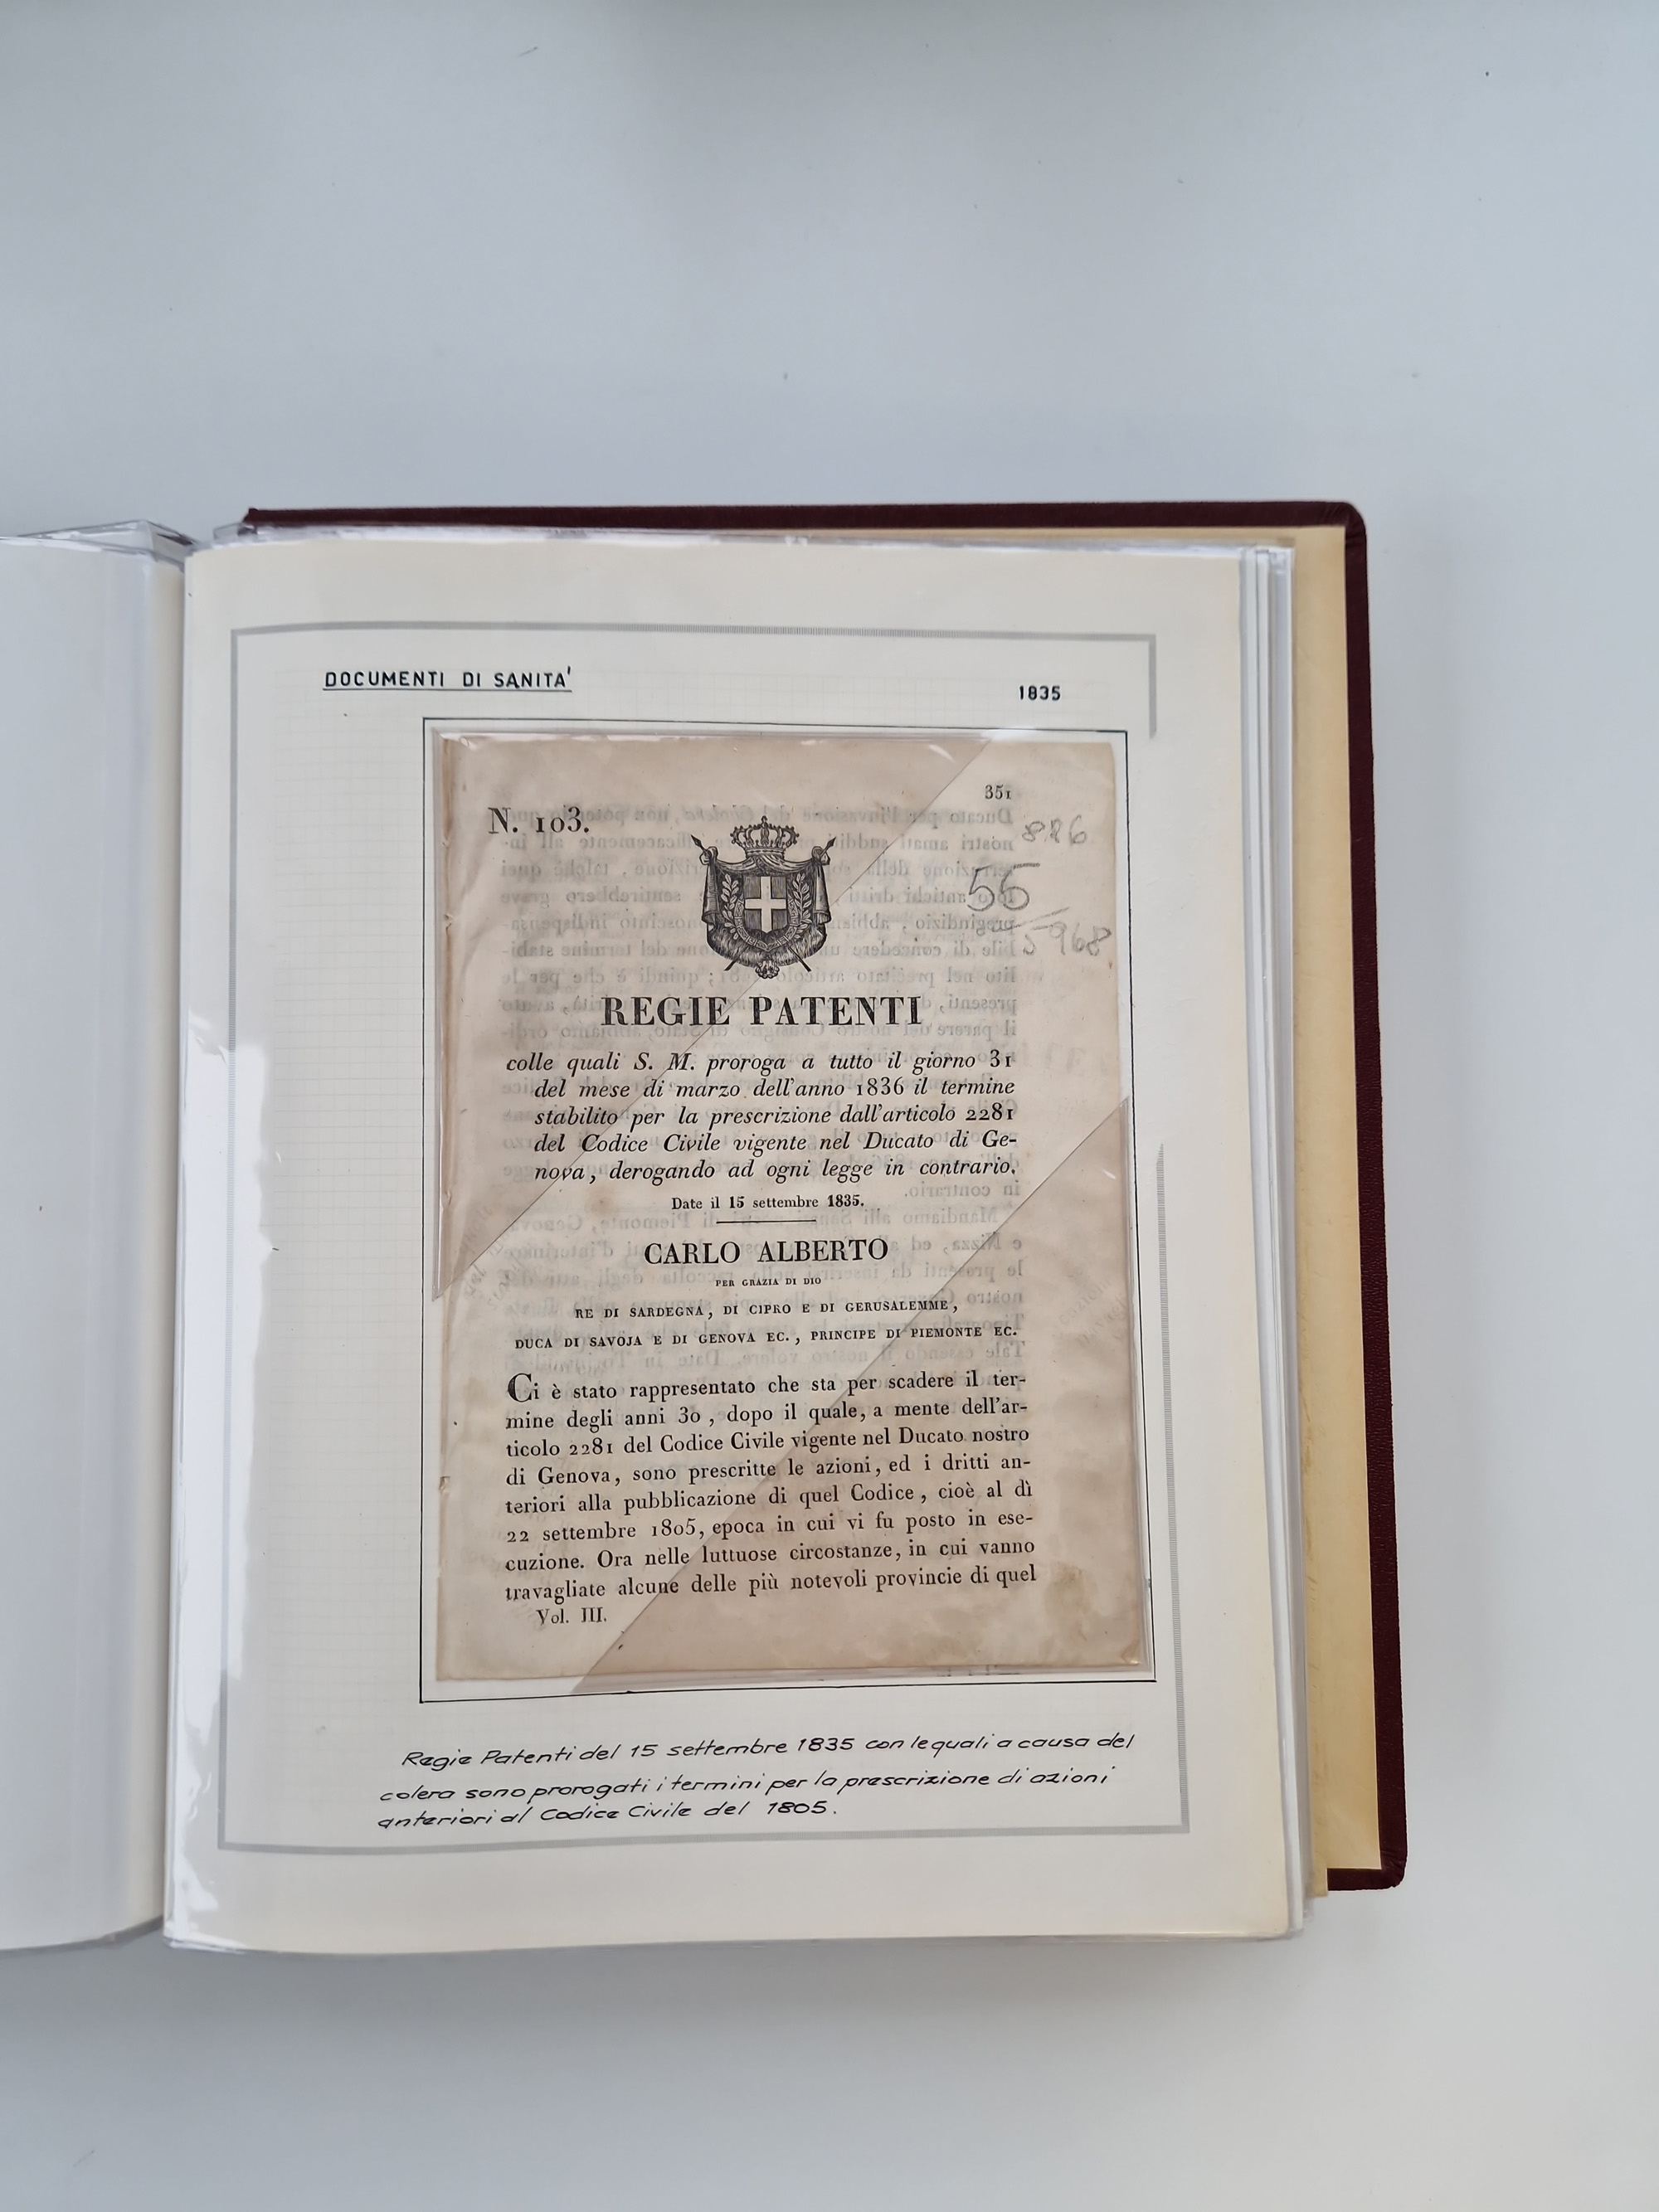 DOCUMENTI DI SANITA'
1835
351
N. 103.
886
55
5968
REGIE PATENTI
colle quali S. M. proroga a tutto il giorno 31
del mese di marzo dell'anno 1836 il termine
stabilito per la prescrizione dall'articolo 2281
del Codice Civile vigente nel Ducato di Ge-
nova, derogando ad ogni legge in contrario.
Date il 15 settembre 1835.
CARLO ALBERTO
PER GRAZIA DI DIO
RE DI SARDEGNA, DI CIPRO E DI GERUSALEMME,
DUCA DI SAVOJA E DI GENOVA EC., PRINCIPE DI PIEMONTE EC.
Ci è stato rappresentato che sta per scadere il ter-
mine degli anni 30, dopo il quale, a mente dell'ar-
ticolo 2281 del Codice Civile vigente nel Ducato nostro
di Genova, sono prescritte le azioni, ed i dritti an-
teriori alla pubblicazione di quel Codice, cioè al dì
22 settembre 1805, epoca in cui vi fu posto in ese-
cuzione. Ora nelle luttuose circostanze, in cui vanno
travagliate alcune delle più notevoli provincie di quel
Vol. III.
Regie Patenti del 15 settembre 1835 con le quali a causa del
colera sono prorogati i termini per la prescrizione di azioni
anteriori al Codice Civile del 1805.